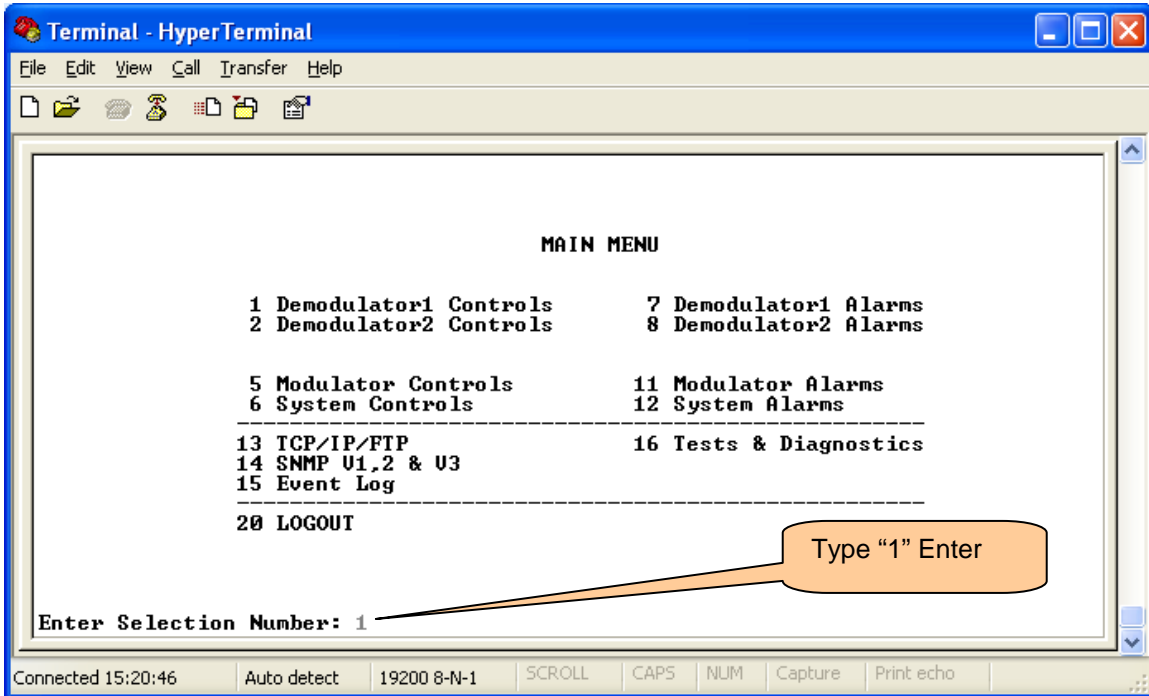 Terminal - HyperTerminal
File Edit View Call Transfer Help
MAIN MENU
1 Demodulator1 Controls 7 Demodulator1 Alarms
2 Demodulator2 Controls 8 Demodulator2 Alarms
5 Modulator Controls 11 Modulator Alarms
6 System Controls 12 System Alarms
13 TCP/IP/FTP 16 Tests & Diagnostics
14 SNMP V1,2 & V3
15 Event Log
20 LOGOUT
Type “1” Enter
Enter Selection Number: 1
Connected 15:20:46 Auto detect 19200 8-N-1 SCROLL CAPS NUM Capture Print echo